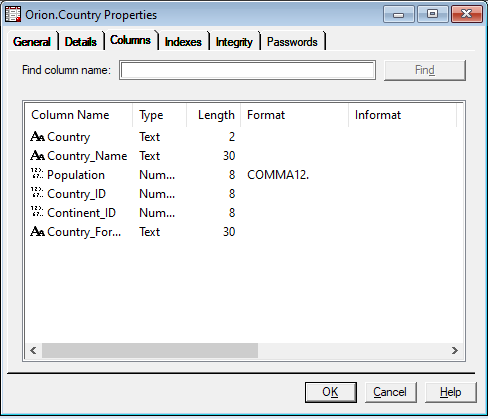 Orion.Country Properties
General Details Columns Indexes Integrity Passwords
Find column name: Find
Column Name Type Length Format Informat
Country Text 2
Country_Name Text 30
Population Num... 8 COMMA12.
Country_ID Num... 8
Continent_ID Num... 8
Country_For... Text 30
OK Cancel Help